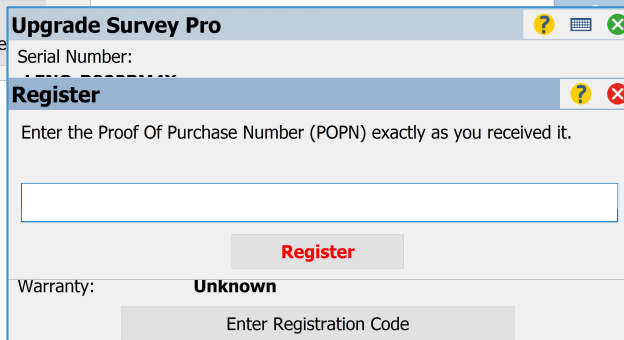 Upgrade Survey Pro
?
Serial Number:
Register
?
Enter the Proof Of Purchase Number (POPN) exactly as you received it.
Register
Warranty: Unknown
Enter Registration Code